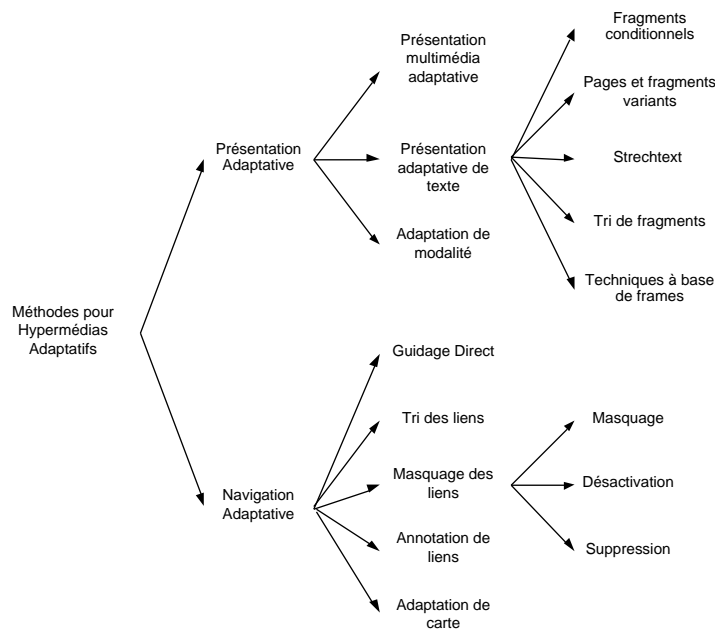 Fragments
conditionnels
Présentation
multimédia
adaptative
Pages et fragments
variants
Présentation
Adaptative
Présentation
adaptative de
texte
Strechtext
Adaptation de
modalité
Tri de fragments
Techniques à base
de frames
Méthodes pour
Hypermédias
Adaptatifs
Guidage Direct
Tri des liens
Masquage
Navigation
Adaptative
Masquage des
liens
Désactivation
Annotation de
liens
Suppression
Adaptation de
carte